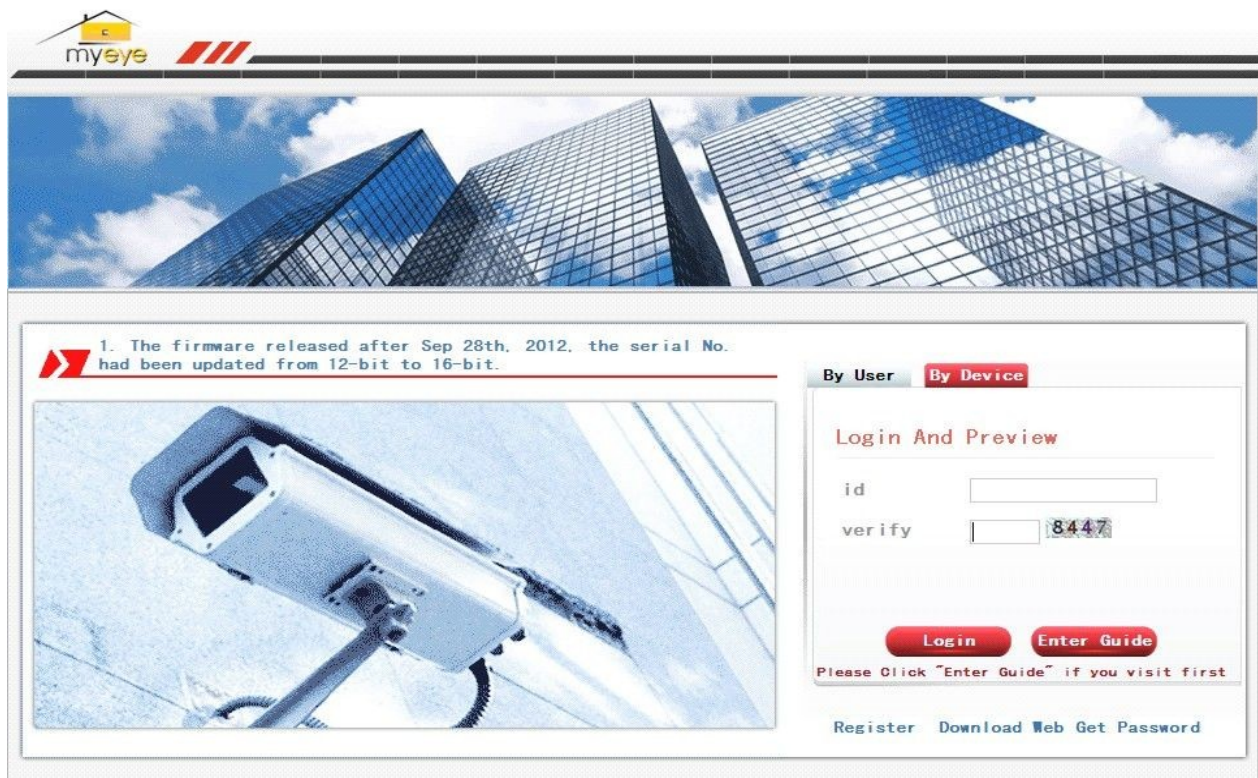 myeye
1. The firmware released after Sep 28th, 2012, the serial No.
had been updated from 12-bit to 16-bit.
By User By Device
Login And Preview
id
verify 8447
Login Enter Guide
Please Click "Enter Guide" if you visit first
Register Download Web Get Password